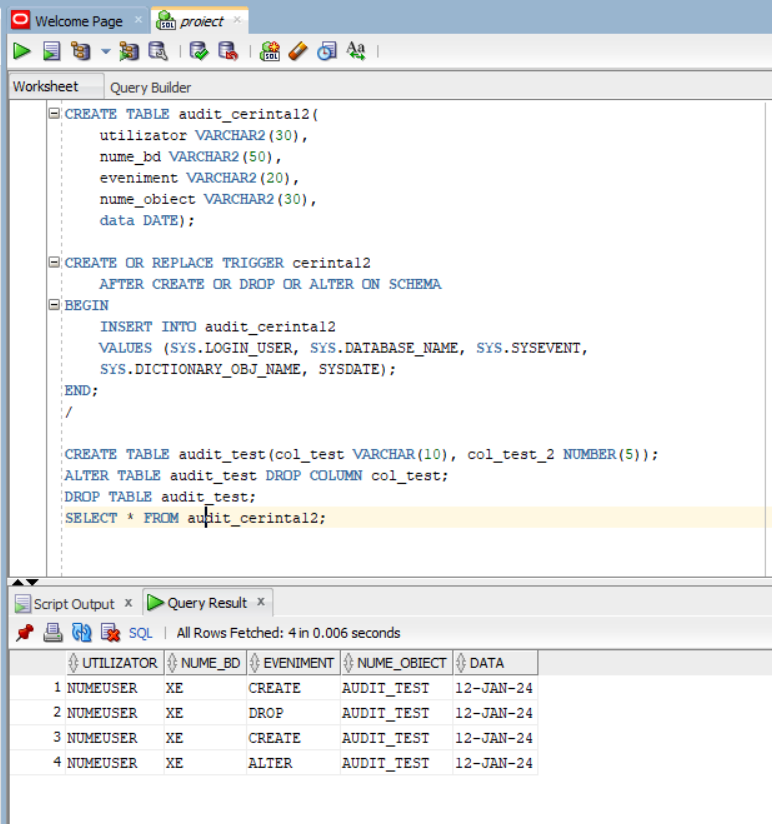 Welcome Page
proiect
Worksheet
Query Builder
CREATE TABLE audit_cerinta12(
utilizator VARCHAR2(30),
nume_bd VARCHAR2(50),
eveniment VARCHAR2(20),
nume_obiect VARCHAR2(30),
data DATE);
CREATE OR REPLACE TRIGGER cerinta12
AFTER CREATE OR DROP OR ALTER ON SCHEMA
BEGIN
INSERT INTO audit_cerinta12
VALUES (SYS.LOGIN_USER, SYS.DATABASE_NAME, SYS.SYSEVENT,
SYS.DICTIONARY_OBJ_NAME, SYSDATE);
END;
/
CREATE TABLE audit_test(col_test VARCHAR(10), col_test_2 NUMBER(5));
ALTER TABLE audit_test DROP COLUMN col_test;
DROP TABLE audit_test;
SELECT * FROM audit_cerinta12;
Script Output x
Query Result x
SQL | All Rows Fetched: 4 in 0.006 seconds
UTILIZATOR NUME_BD EVENIMENT NUME_OBIECT DATA
1 NUMEUSER XE CREATE AUDIT_TEST 12-JAN-24
2 NUMEUSER XE DROP AUDIT_TEST 12-JAN-24
3 NUMEUSER XE CREATE AUDIT_TEST 12-JAN-24
4 NUMEUSER XE ALTER AUDIT_TEST 12-JAN-24